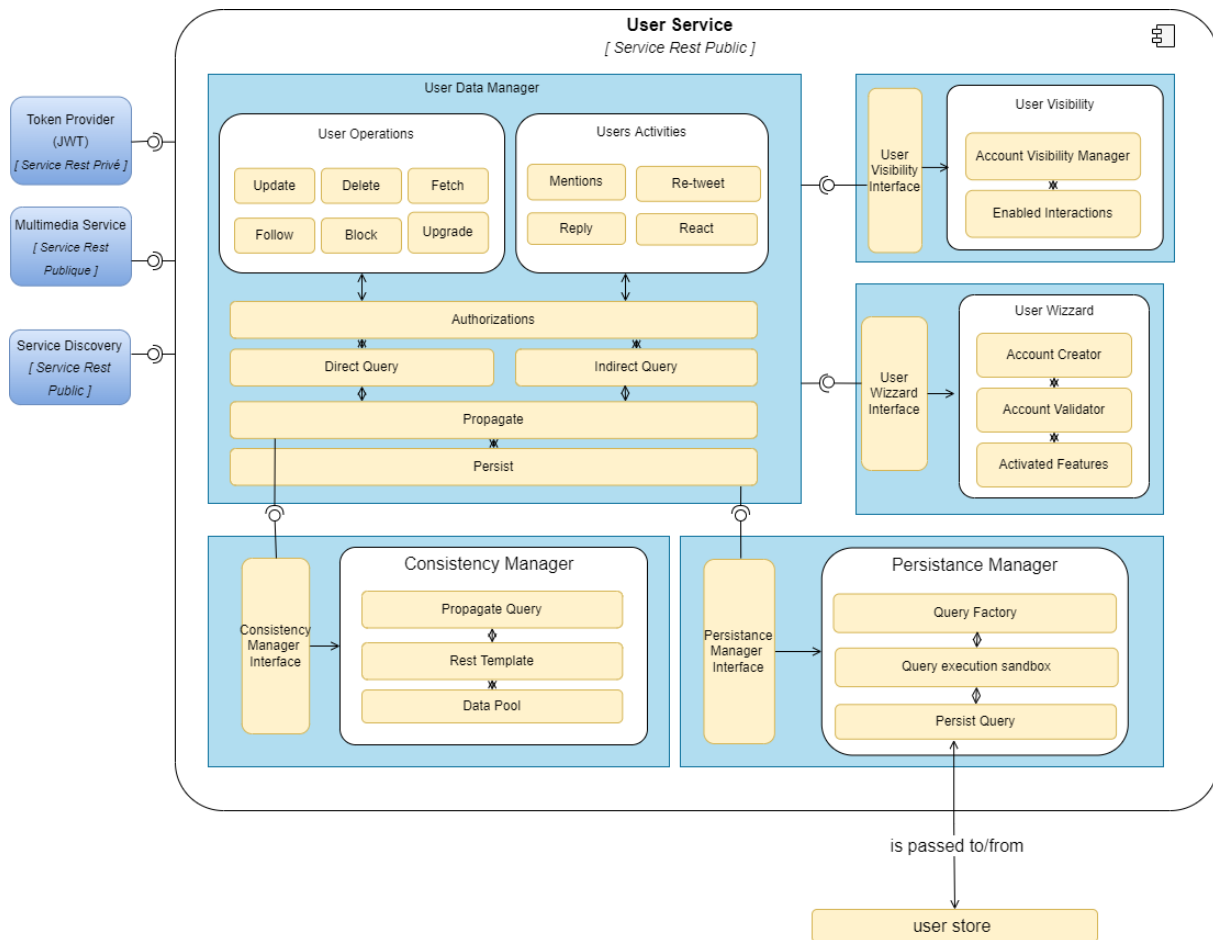 User Service
[ Service Rest Public ]
Token Provider
(JWT)
[ Service Rest Privé ]
Multimedia Service
[ Service Rest
Publique ]
Service Discovery
[ Service Rest
Public ]
User Data Manager
User Operations
Update
Delete
Fetch
Follow
Block
Upgrade
Users Activities
Mentions
Re-tweet
Reply
React
Authorizations
Direct Query
Indirect Query
Propagate
Persist
User
Visibility
Interface
User Visibility
Account Visibility Manager
Enabled Interactions
User
Wizzard
Interface
User Wizzard
Account Creator
Account Validator
Activated Features
Consistency
Manager
Interface
Consistency Manager
Propagate Query
Rest Template
Data Pool
Persistance
Manager
Interface
Persistance Manager
Query Factory
Query execution sandbox
Persist Query
is passed to/from
user store